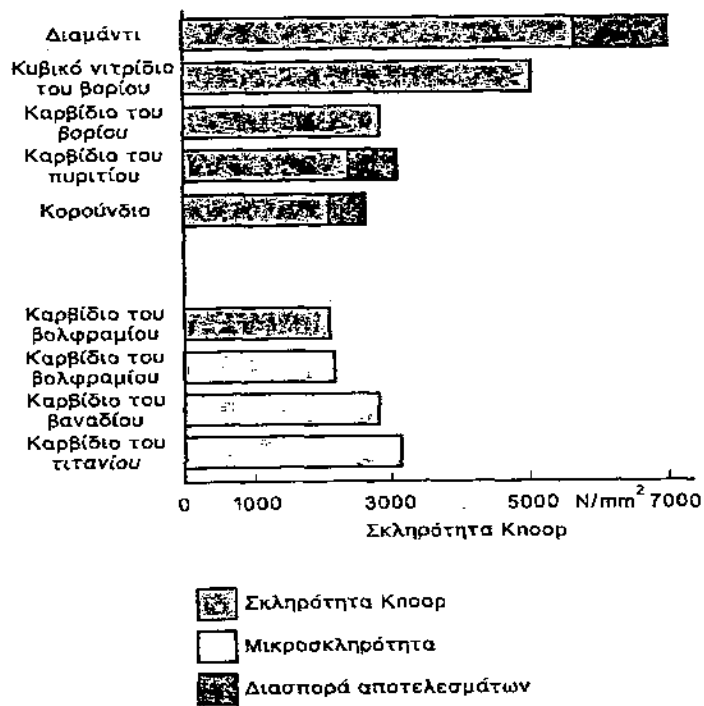 Διαμάντι
Κυβικό νιτρίδιο
του βορίου
Καρβίδιο του
βορίου
Καρβίδιο του
πυριτίου
Κορούνδιο
Καρβίδιο του
βολφραμίου
Καρβίδιο του
βολφραμίου
Καρβίδιο του
βαναδίου
Καρβίδιο του
τιτανίου
0 1000 3000 5000 N/mm² 7000
Σκληρότητα Knoop
Σκληρότητα Knoop
Μικροσκληρότητα
Διασπορά αποτελεσμάτων